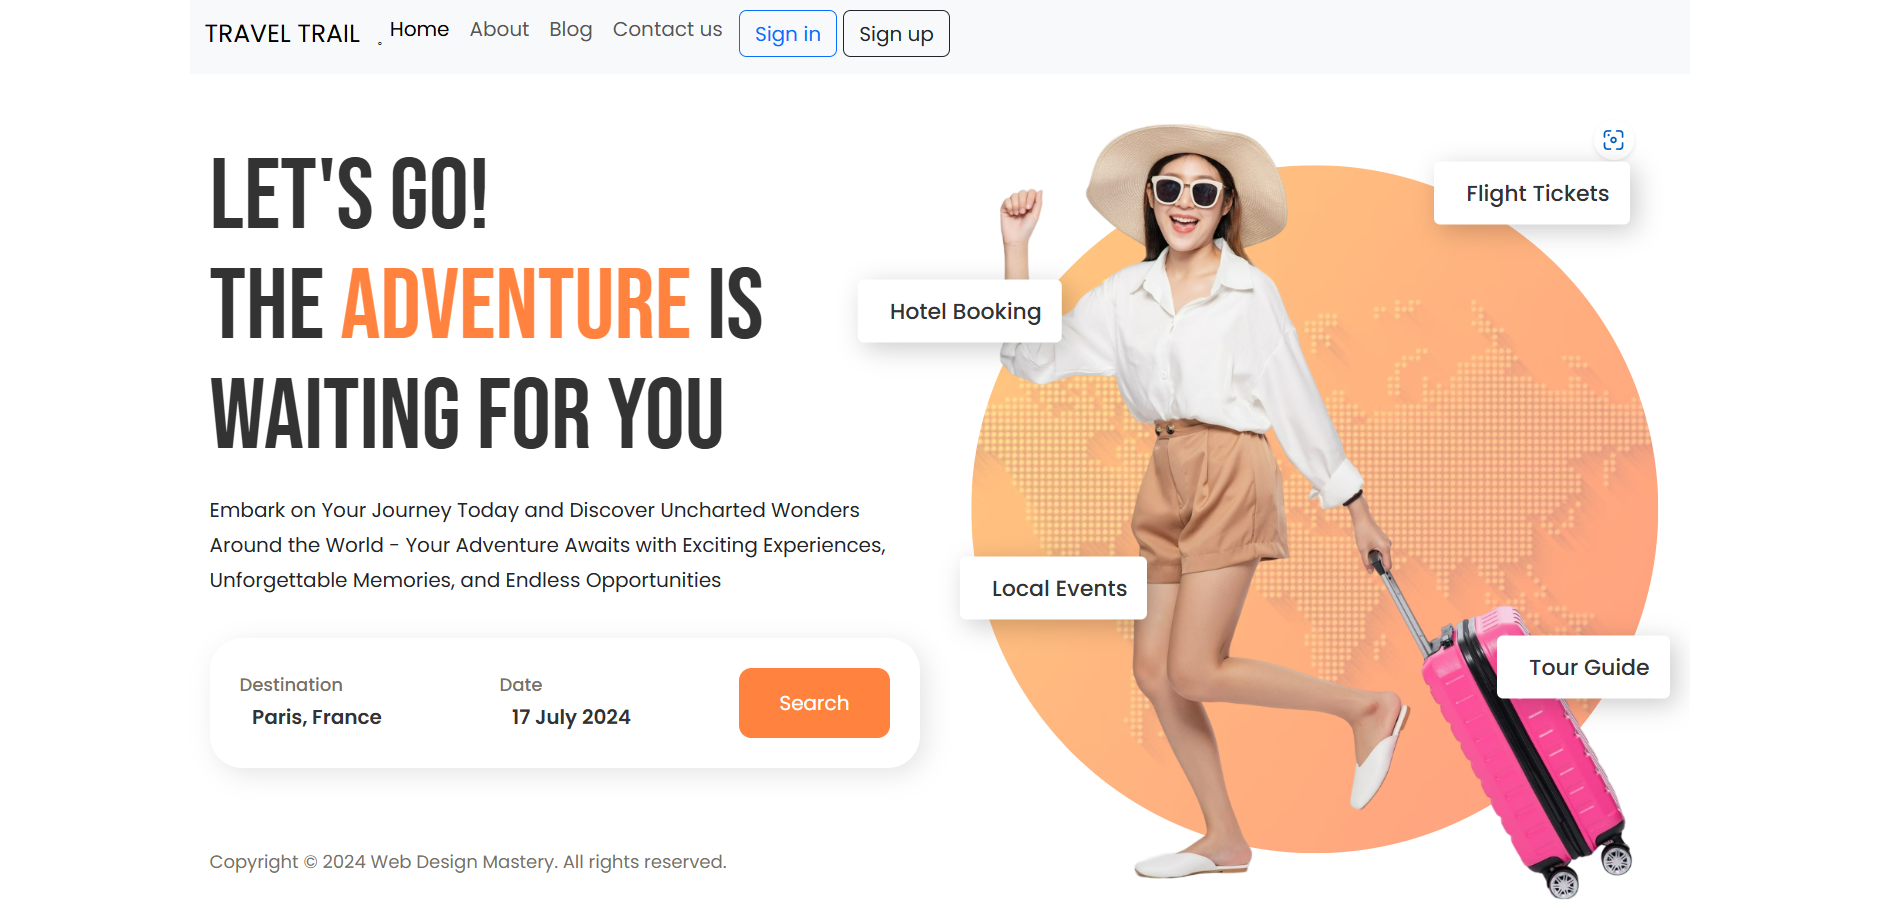 TRAVEL TRAIL
Home About Blog Contact us Sign in Sign up
LET'S GO!
THE ADVENTURE IS
WAITING FOR YOU
Embark on Your Journey Today and Discover Uncharted Wonders
Around the World - Your Adventure Awaits with Exciting Experiences,
Unforgettable Memories, and Endless Opportunities
Destination
Paris, France
Date
17 July 2024
Search
Flight Tickets
Hotel Booking
Local Events
Tour Guide
Copyright © 2024 Web Design Mastery. All rights reserved.